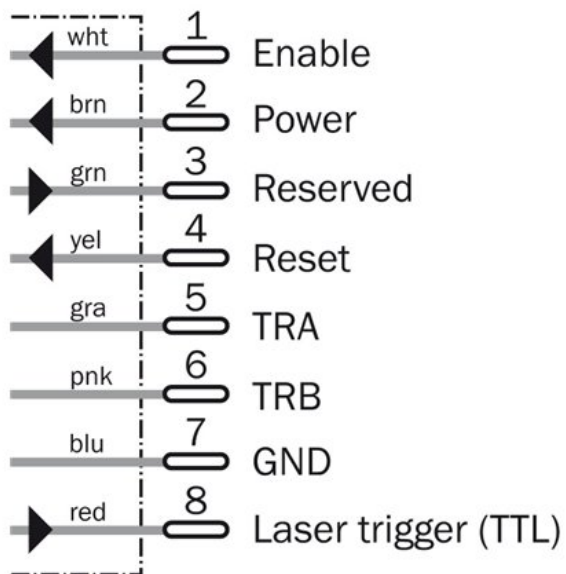 wht 1 Enable
brn 2 Power
grn 3 Reserved
yel 4 Reset
gra 5 TRA
pnk 6 TRB
blu 7 GND
red 8 Laser trigger (TTL)